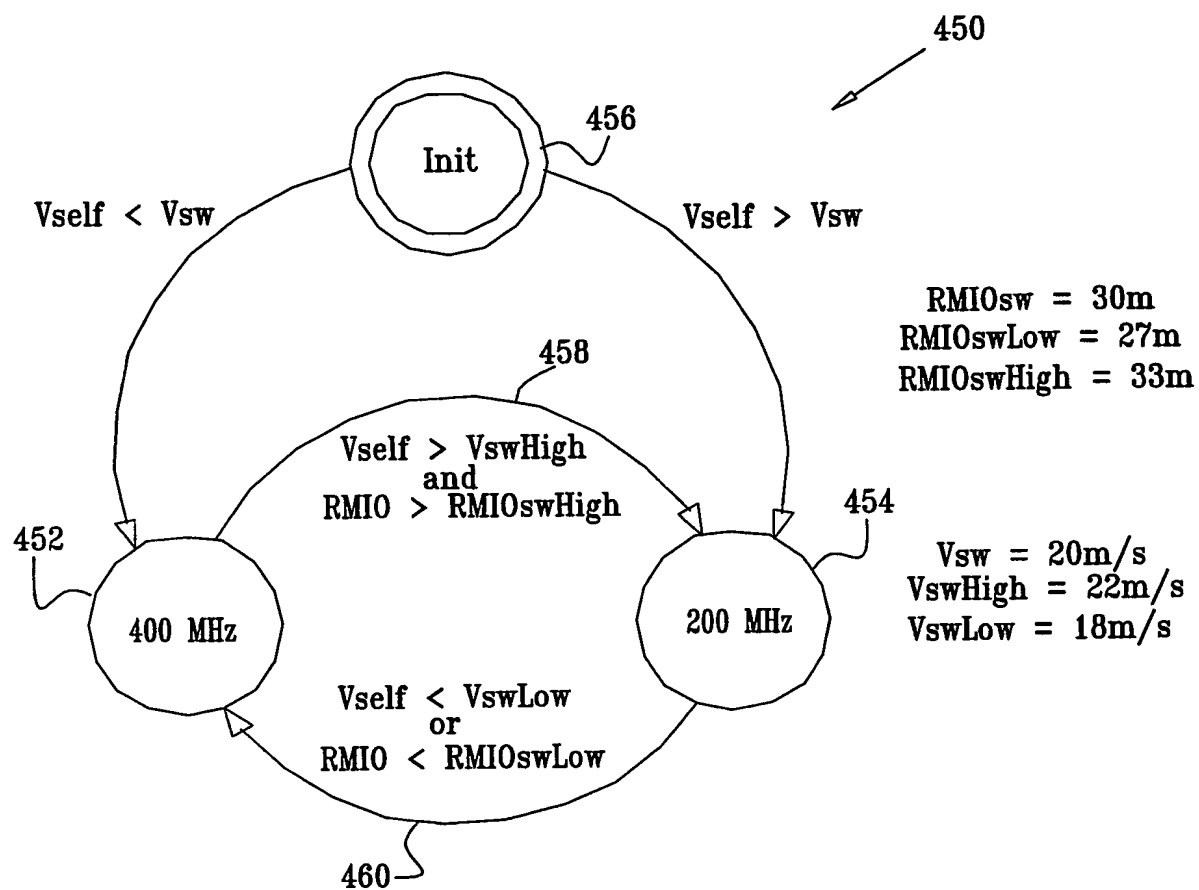 450
456
Init
Vself < Vsw
Vself > Vsw
RMIOsw = 30m
RMIOswLow = 27m
RMIOswHigh = 33m
458
Vself > VswHigh
and
RMIO > RMIOswHigh
452
454
Vsw = 20m/s
VswHigh = 22m/s
VswLow = 18m/s
400 MHz
200 MHz
Vself < VswLow
or
RMIO < RMIOswLow
460